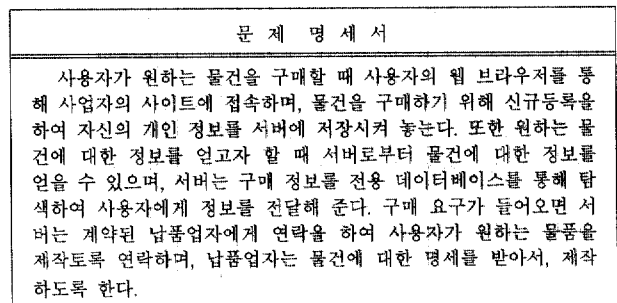 문 제 명 세 서
사용자가 원하는 물건을 구매할 때 사용자의 웹 브라우저를 통
해 사업자의 사이트에 접속하며, 물건을 구매하기 위해 신규등록을
하여 자신의 개인 정보를 서버에 저장시켜 놓는다. 또한 원하는 물
건에 대한 정보를 얻고자 할 때 서버로부터 물건에 대한 정보를
얻을 수 있으며, 서버는 구매 정보를 전용 데이터베이스를 통해 탐
색하여 사용자에게 정보를 전달해 준다. 구매 요구가 들어오면 서
버는 계약된 납품업자에게 연락을 하여 사용자가 원하는 물품을
제작토록 연락하며, 납품업자는 물건에 대한 명세를 받아서, 제작
하도록 한다.